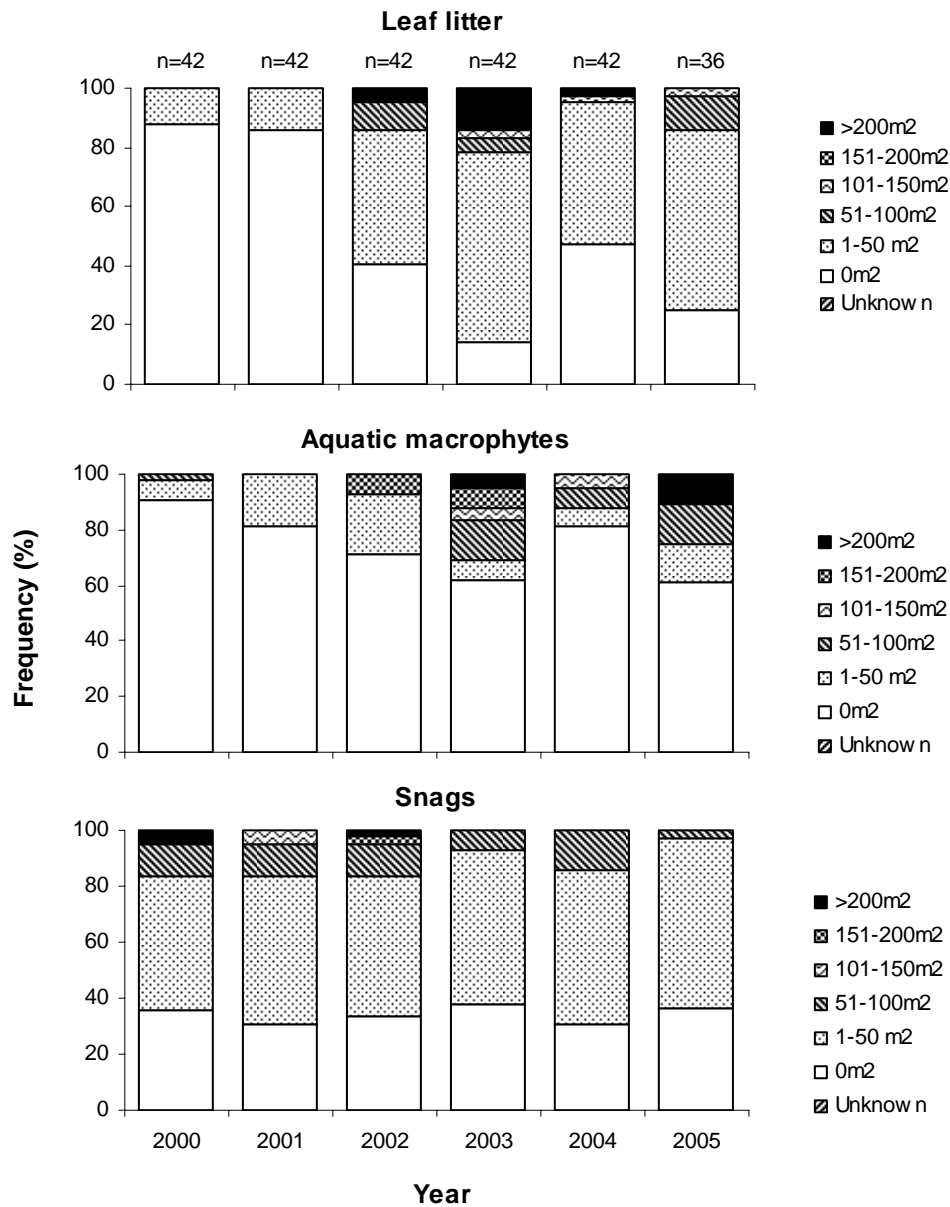 Leaf litter
n=42 n=42 n=42 n=42 n=42 n=36
100
80
60
40
20
0
>200m2
151-200m2
101-150m2
51-100m2
1-50 m2
0m2
Unknown
Aquatic macrophytes
Frequency (%)
100
80
60
40
20
0
>200m2
151-200m2
101-150m2
51-100m2
1-50 m2
0m2
Unknown
Snags
100
80
60
40
20
0
>200m2
151-200m2
101-150m2
51-100m2
1-50 m2
0m2
Unknown
2000 2001 2002 2003 2004 2005
Year